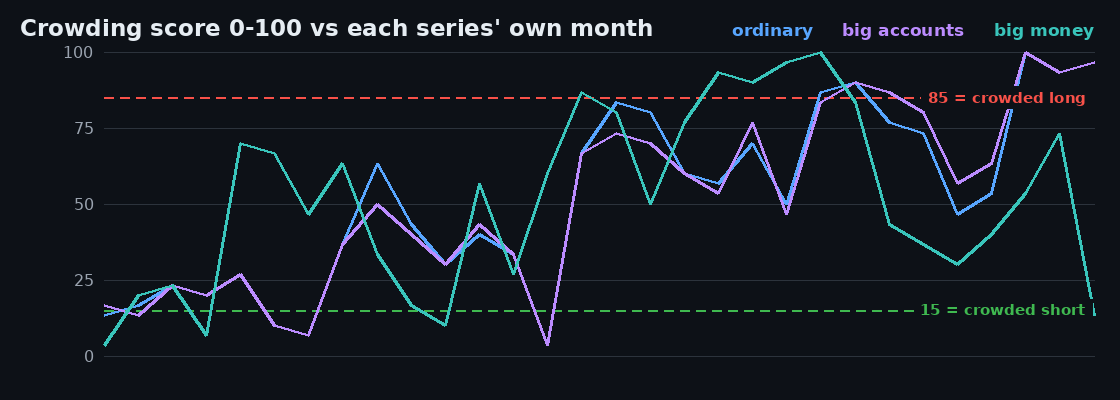 Crowding score 0-100 vs each series' own month
ordinary big accounts big money
100
85 = crowded long
75
50
25
15 = crowded short
0